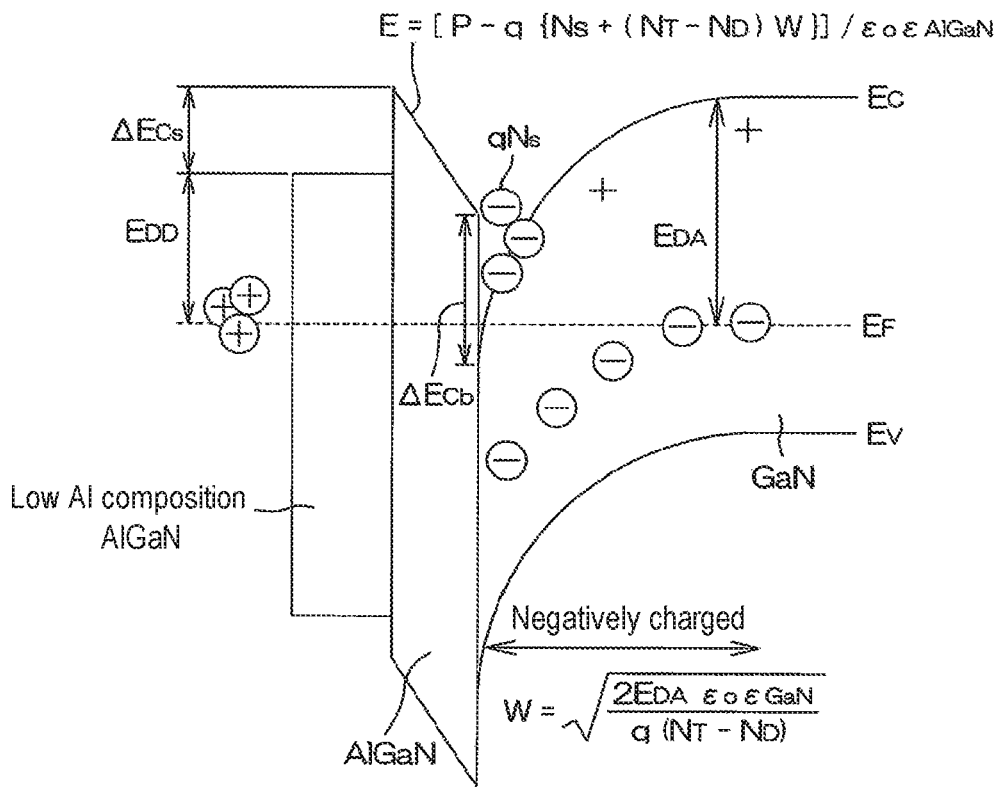 E = [ P - q {Ns + ( NT - ND ) W }] / ε o ε AlGaN
EC
ΔECs
qNs
EDD
EDA
EF
ΔECb
EV
GaN
Low Al composition
AlGaN
Negatively charged
W = √ 2EDA ε o ε GaN / q (NT - ND)
AlGaN